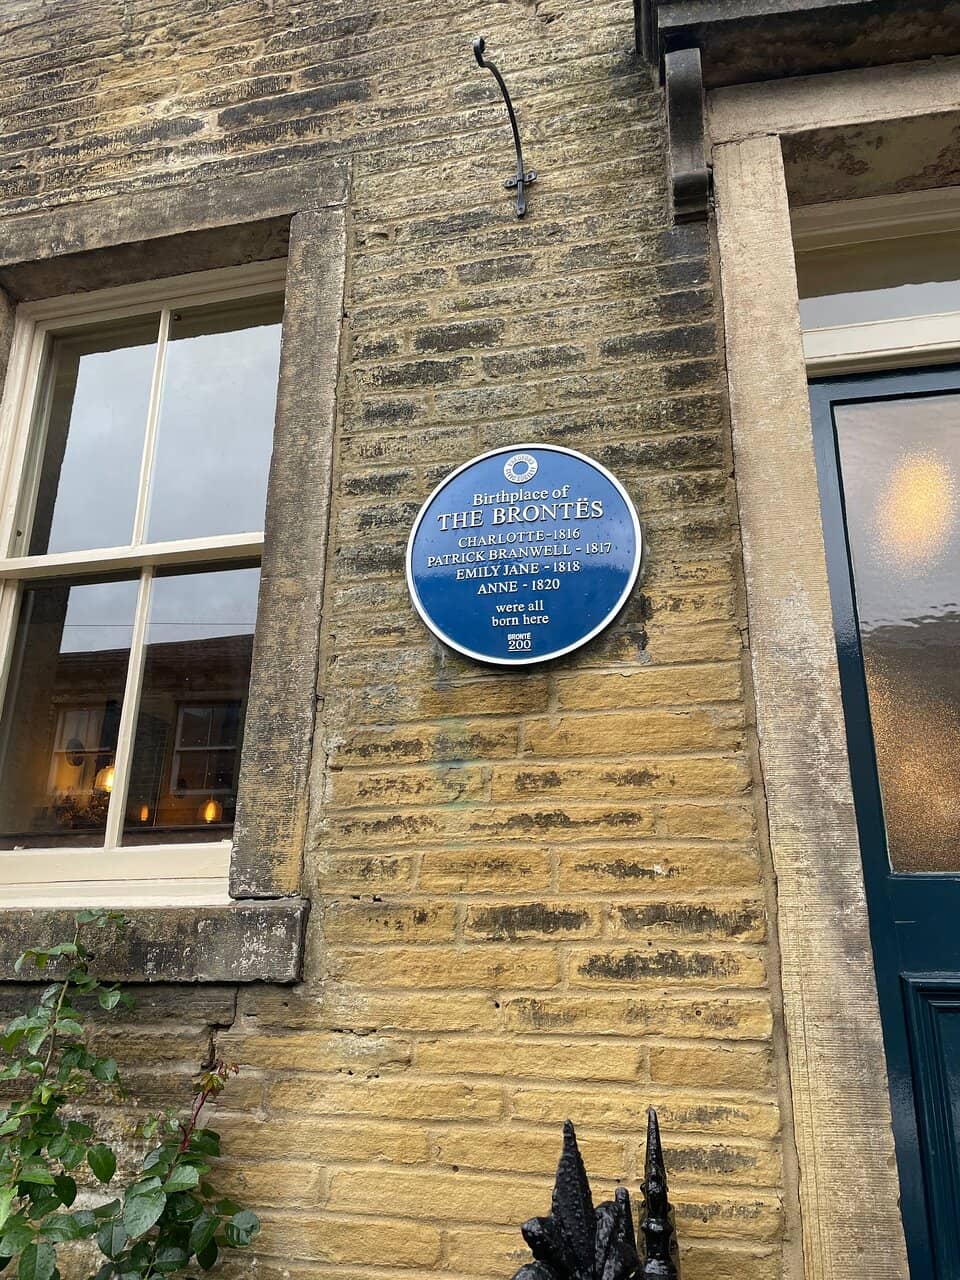 Birthplace of
THE BRONTËS
CHARLOTTE-1816
PATRICK BRANWELL - 1817
EMILY JANE - 1818
ANNE - 1820
were all
born here
BRONTË
200